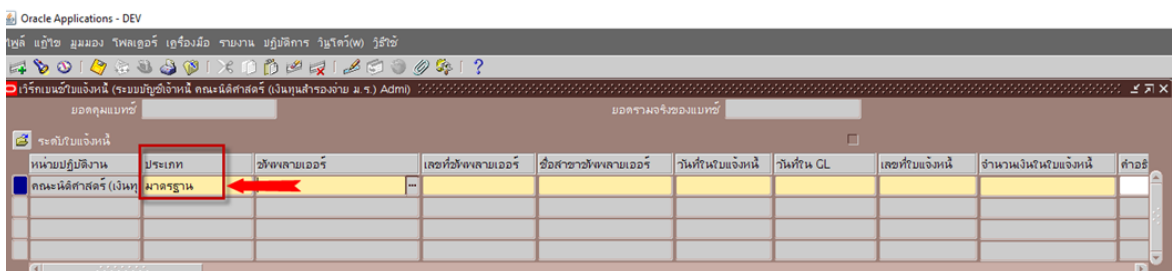 Oracle Applications - DEV
ไฟล์ แก้ไข มุมมอง โฟลเดอร์ เครื่องมือ รายงาน ปฏิบัติการ วินโดว์(w) วิธีใช้
เวิร์กเบนช์ใบแจ้งหนี้ (ระบบบัญชีเจ้าหนี้ คณะนิติศาสตร์ (เงินทุนสำรองจ่าย ม.ร.) Admi)
ยอดคุมแบทช์ ยอดรวมจริงของแบทช์
ระดับใบแจ้งหนี้
หน่วยปฏิบัติงาน ประเภท ซัพพลายเออร์ เลขที่ซัพพลายเออร์ ชื่อสาขาซัพพลายเออร์ วันที่ในใบแจ้งหนี้ วันที่ใน GL เลขที่ใบแจ้งหนี้ จำนวนเงินในใบแจ้งหนี้ คำอธิ
คณะนิติศาสตร์ (เงินทุ มาตรฐาน